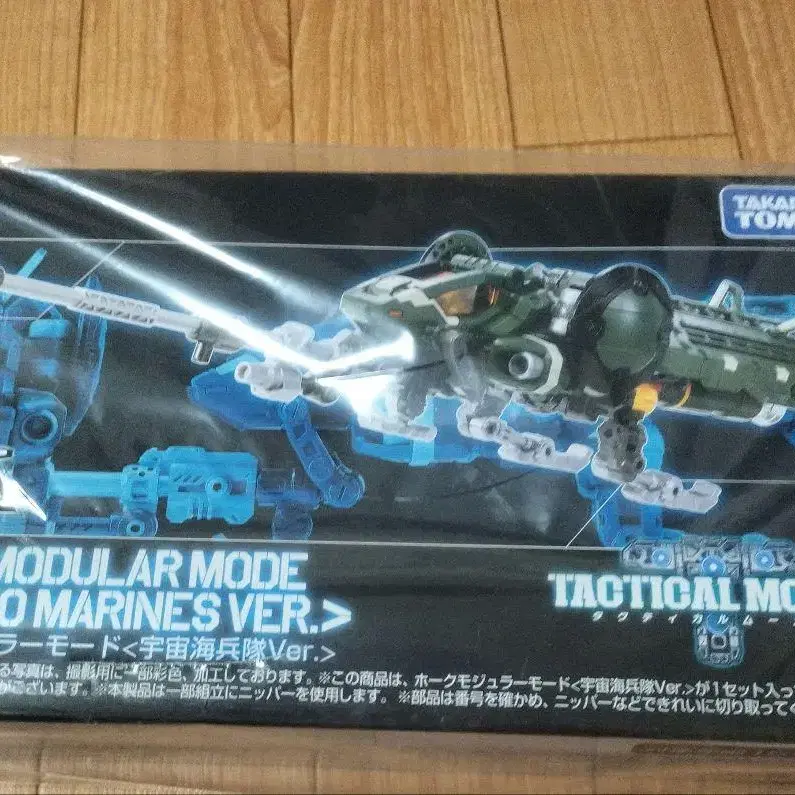 TAKARA
TOM
MODULAR MODE
O MARINES VER.>
ラーモード<宇宙海兵隊Ver.>
TACTICAL MO
タクティカルムー
る写真は、撮影用に一部彩色、加工しております。※この商品は、ホークモジュラーモード<宇宙海兵隊Ver.>が1セット入っ
がございます。※本製品は一部組立にニッパーを使用します。 ※部品は番号を確かめ、ニッパーなどできれいに切り取ってく